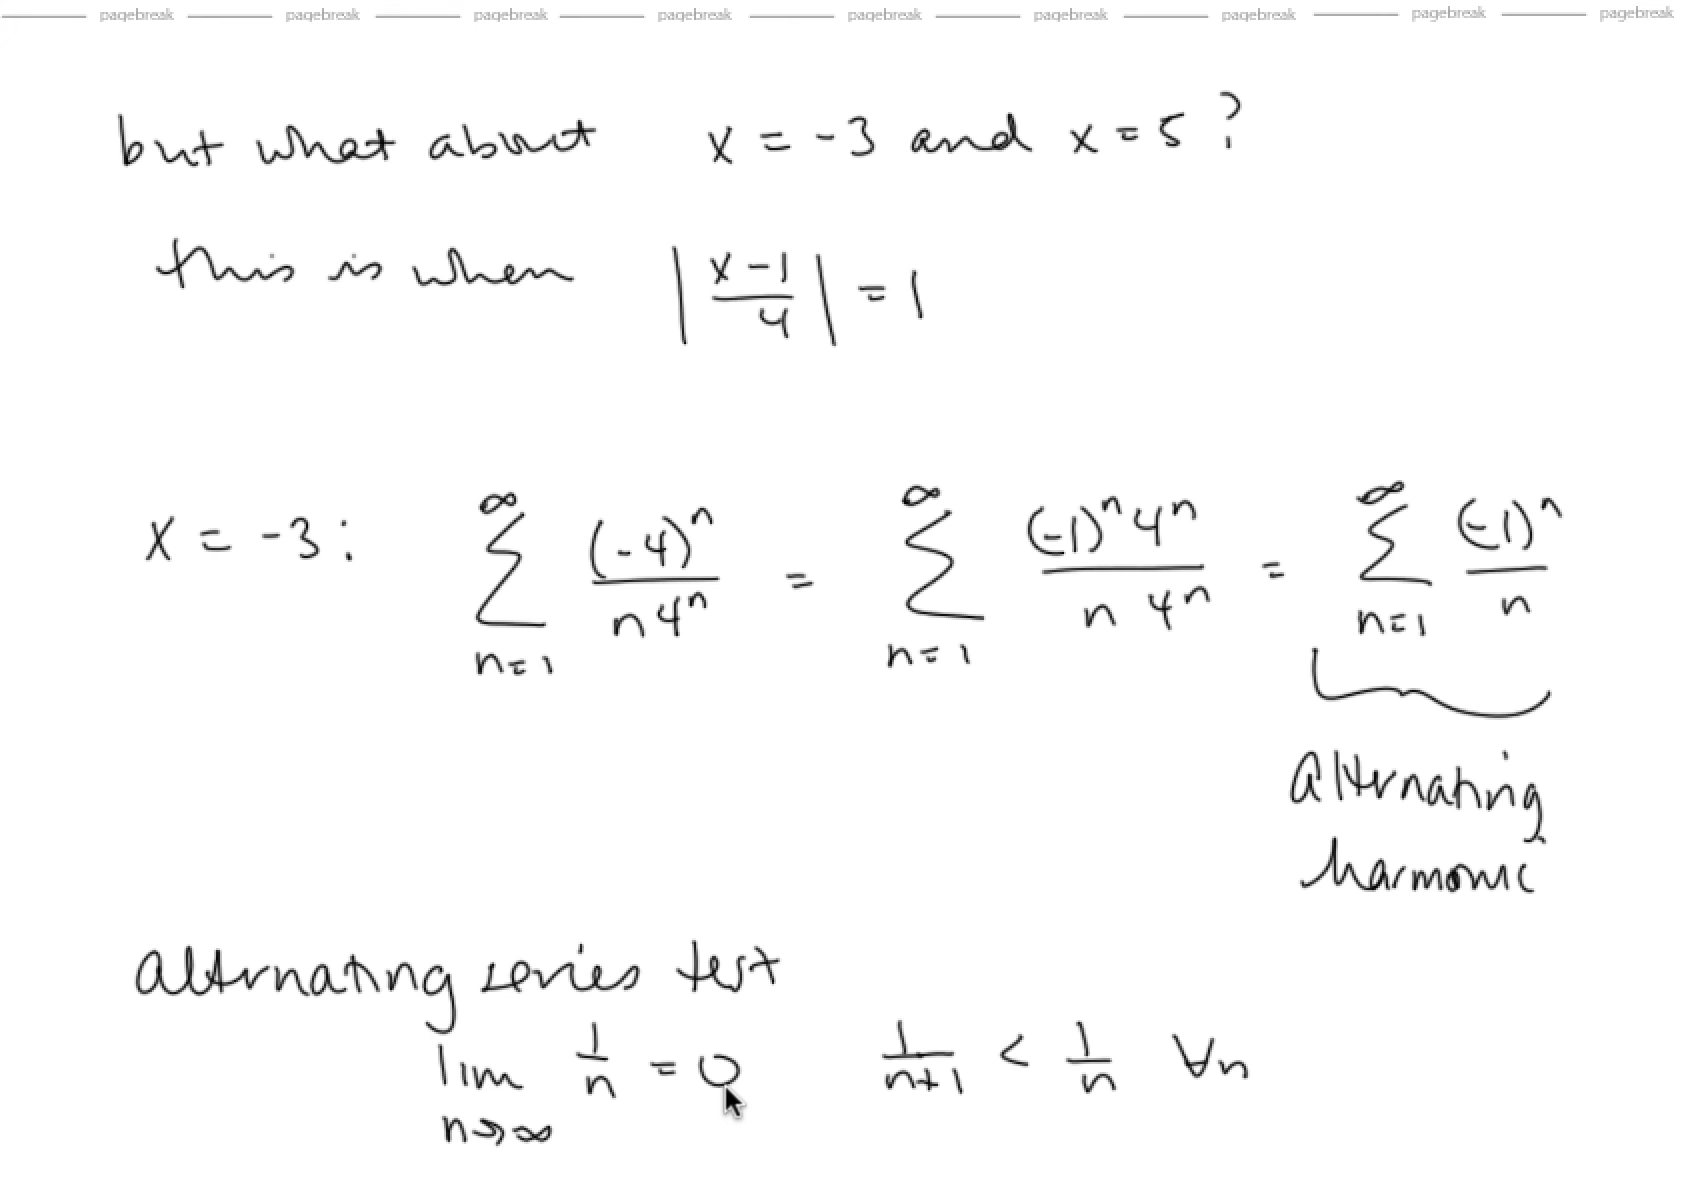 pagebreak pagebreak pagebreak pagebreak pagebreak pagebreak pagebreak pagebreak pagebreak
but what about x = -3 and x = 5 ?
this is when | (x - 1)/4 | = 1
x = -3 : ∑_{n=1}^{∞} (-4)^n / (n 4^n) = ∑_{n=1}^{∞} ((-1)^n 4^n) / (n 4^n) = ∑_{n=1}^{∞} (-1)^n / n
alternating
harmonic
alternating series test
lim_{n→∞} 1/n = 0 1/(n+1) < 1/n ∀n